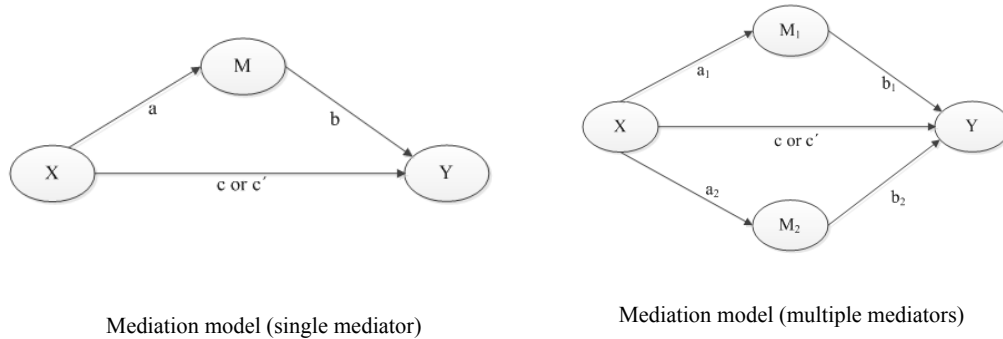 M
a
b
X
Y
c or c´
Mediation model (single mediator)
M₁
a₁
b₁
X
Y
c or c´
a₂
b₂
M₂
Mediation model (multiple mediators)